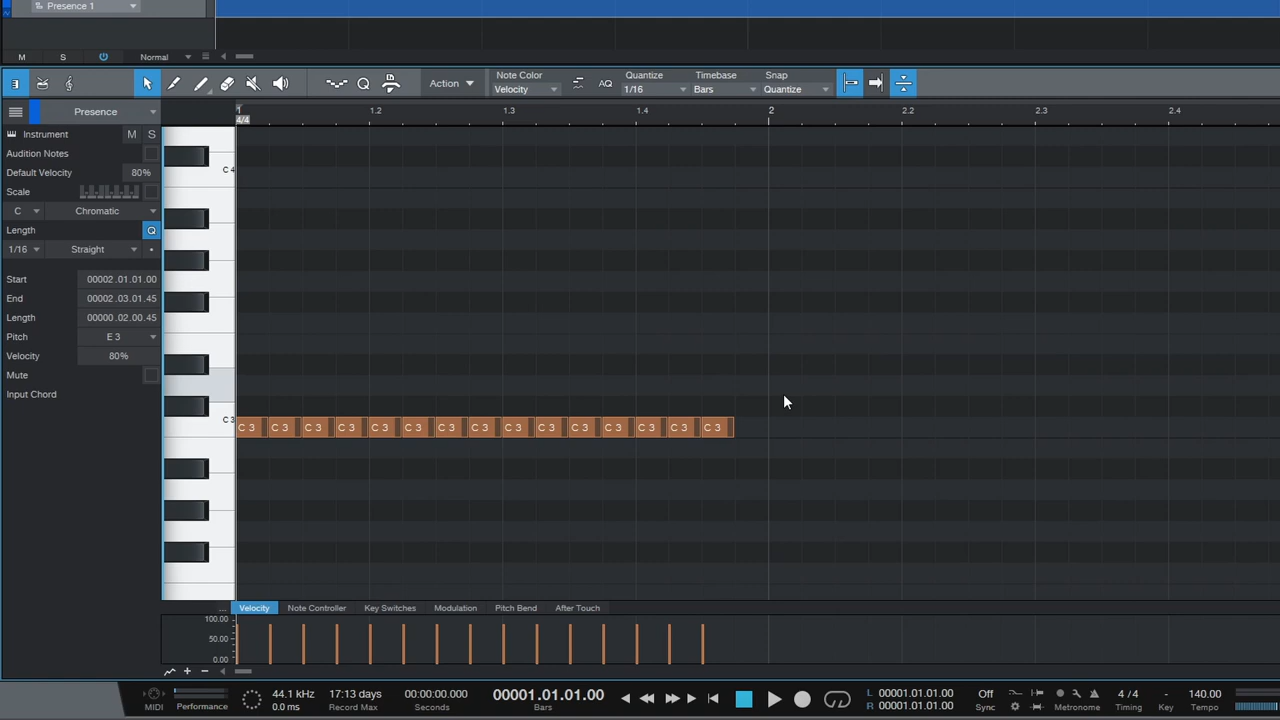 Presence 1
M S Normal
Action
Note Color
Velocity
AQ
Quantize
1/16
Timebase
Bars
Snap
Quantize
Presence
1 1.2 1.3 1.4 2 2.2 2.3 2.4
4/4
Instrument M S
Audition Notes
Default Velocity 80%
Scale
C Chromatic
Length Q
1/16 Straight
Start 00002.01.01.00
End 00002.03.01.45
Length 00000.02.00.45
Pitch E 3
Velocity 80%
Mute
Input Chord
C 4
C 3
C 3 C 3 C 3 C 3 C 3 C 3 C 3 C 3 C 3 C 3 C 3 C 3 C 3 C 3 C 3
... Velocity Note Controller Key Switches Modulation Pitch Bend After Touch
100.00
50.00
0.00
MIDI
Performance
44.1 kHz
0.0 ms
17:13 days
Record Max
00:00:00.000
Seconds
00001.01.01.00
Bars
L 00001.01.01.00
R 00001.01.01.00
Off
Sync
Metronome
4 / 4
Timing
-
Key
140.00
Tempo